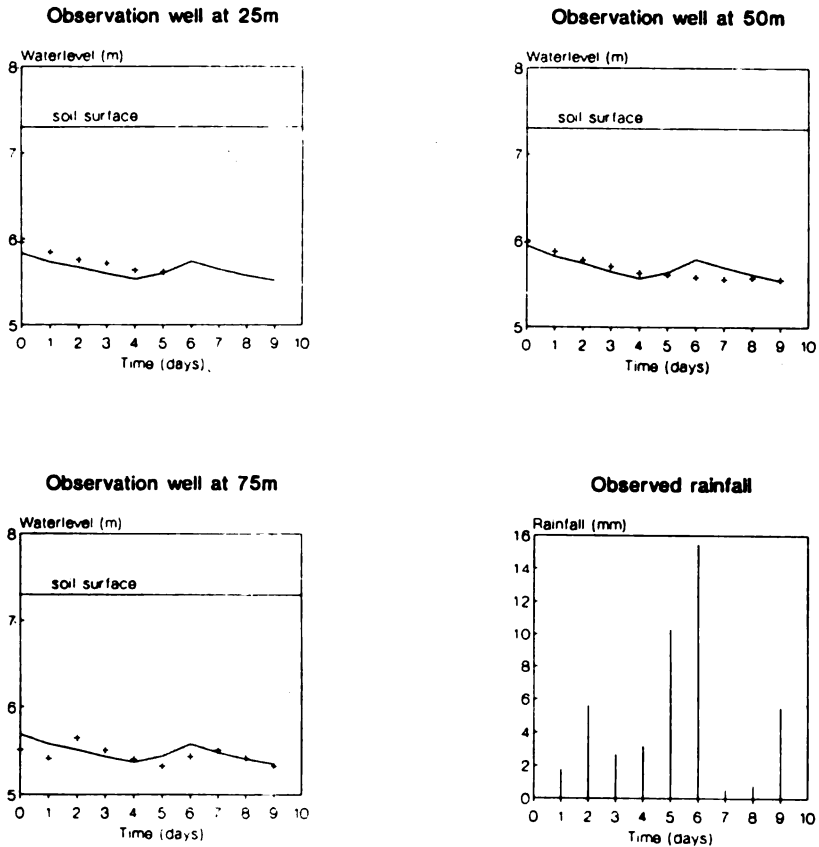 Observation well at 25m
Waterlevel (m)
8
soil surface
7
6
5
0 1 2 3 4 5 6 7 8 9 10
Time (days)
Observation well at 50m
Waterlevel (m)
8
soil surface
7
6
5
0 1 2 3 4 5 6 7 8 9 10
Time (days)
Observation well at 75m
Waterlevel (m)
8
soil surface
7
6
5
0 1 2 3 4 5 6 7 8 9 10
Time (days)
Observed rainfall
Rainfall (mm)
16
14
12
10
8
6
4
2
0
0 1 2 3 4 5 6 7 8 9 10
Time (days)